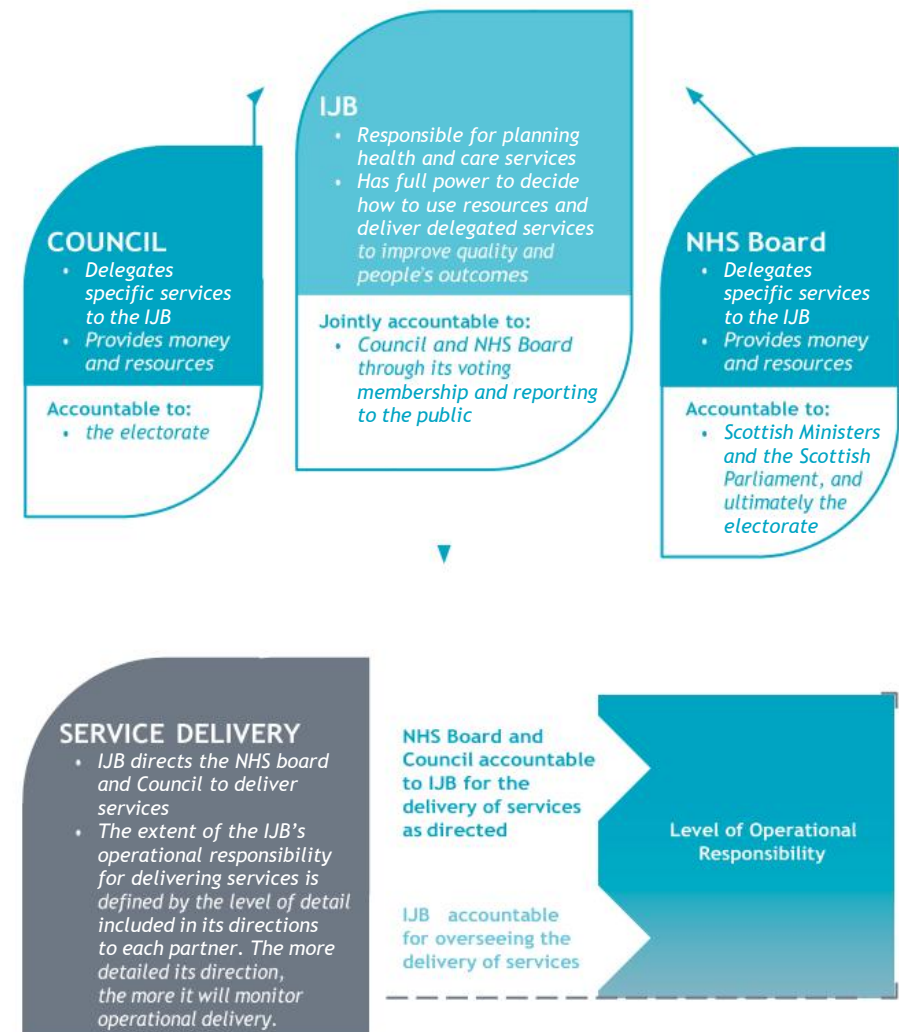 IJB
• Responsible for planning
health and care services
• Has full power to decide
how to use resources and
deliver delegated services
to improve quality and
people's outcomes
Jointly accountable to:
• Council and NHS Board
through its voting
membership and reporting
to the public
COUNCIL
• Delegates
specific services
to the IJB
• Provides money
and resources
Accountable to:
• the electorate
NHS Board
• Delegates
specific services
to the IJB
• Provides money
and resources
Accountable to:
• Scottish Ministers
and the Scottish
Parliament, and
ultimately the
electorate
SERVICE DELIVERY
• IJB directs the NHS board
and Council to deliver
services
• The extent of the IJB’s
operational responsibility
for delivering services is
defined by the level of detail
included in its directions
to each partner. The more
detailed its direction,
the more it will monitor
operational delivery.
NHS Board and
Council accountable
to IJB for the
delivery of services
as directed
IJB accountable
for overseeing the
delivery of services
Level of Operational
Responsibility